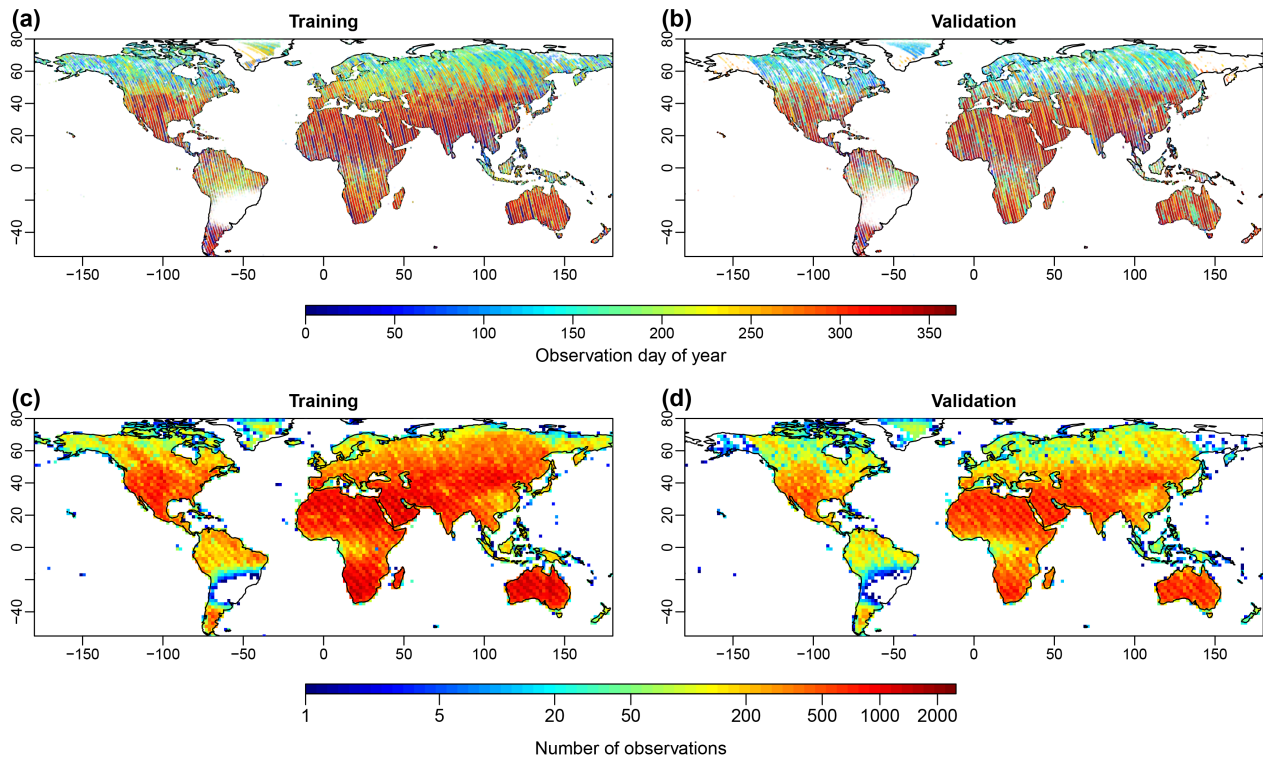 (a) Training
80
60
40
20
0
−40
−150 −100 −50 0 50 100 150
(b) Validation
80
60
40
20
0
−40
−150 −100 −50 0 50 100 150
0 50 100 150 200 250 300 350
Observation day of year
(c) Training
80
60
40
20
0
−40
−150 −100 −50 0 50 100 150
(d) Validation
80
60
40
20
0
−40
−150 −100 −50 0 50 100 150
1 5 20 50 200 500 1000 2000
Number of observations